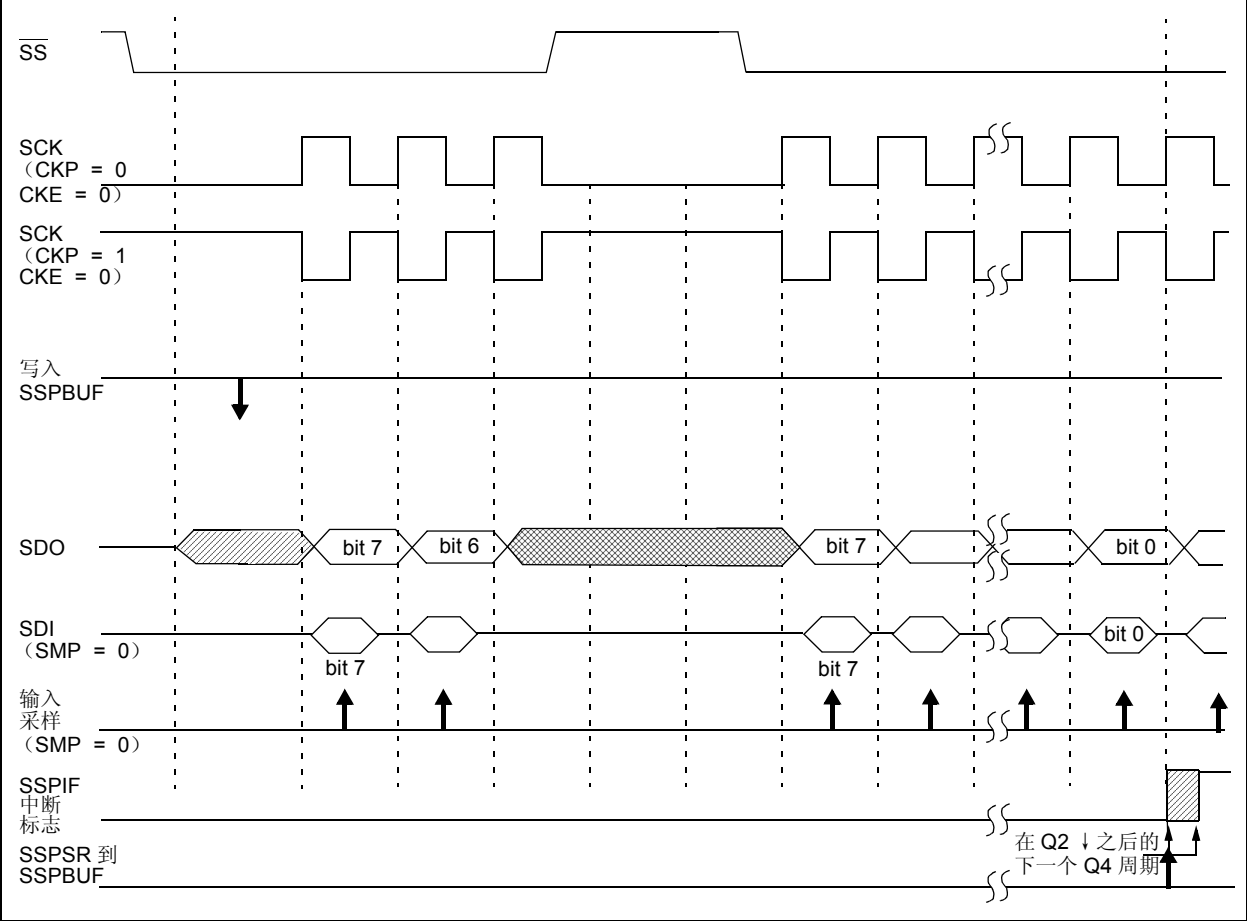 SS
SCK
（CKP = 0
CKE = 0）
SCK
（CKP = 1
CKE = 0）
写入
SSPBUF
SDO
bit 7
bit 6
bit 7
bit 0
SDI
（SMP = 0）
bit 0
bit 7
bit 7
输入
采样
（SMP = 0）
SSPIF
中断
标志
在 Q2 ↓之后的
下一个 Q4 周期
SSPSR 到
SSPBUF